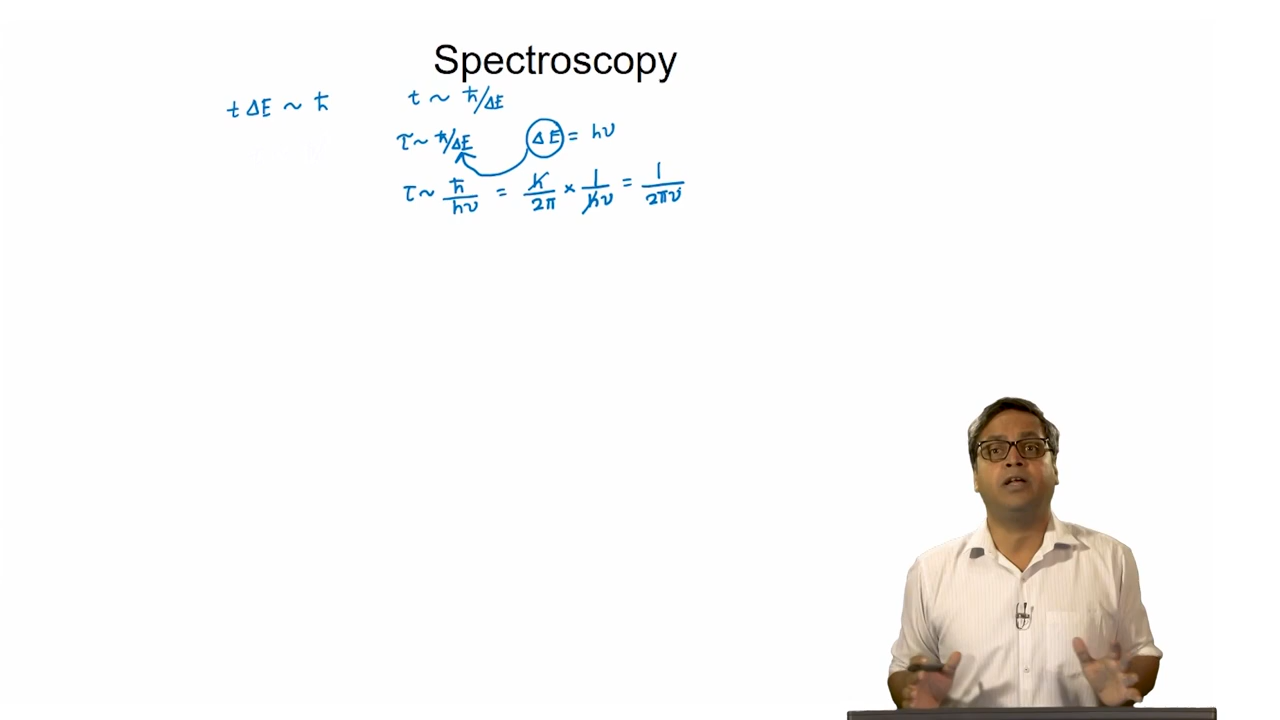 Spectroscopy
t ΔE ~ ħ t ~ ħ/ΔE
τ ~ ħ/ΔE ΔE = hν
τ ~ ħ/hν = h/2π × 1/hν = 1/2πν